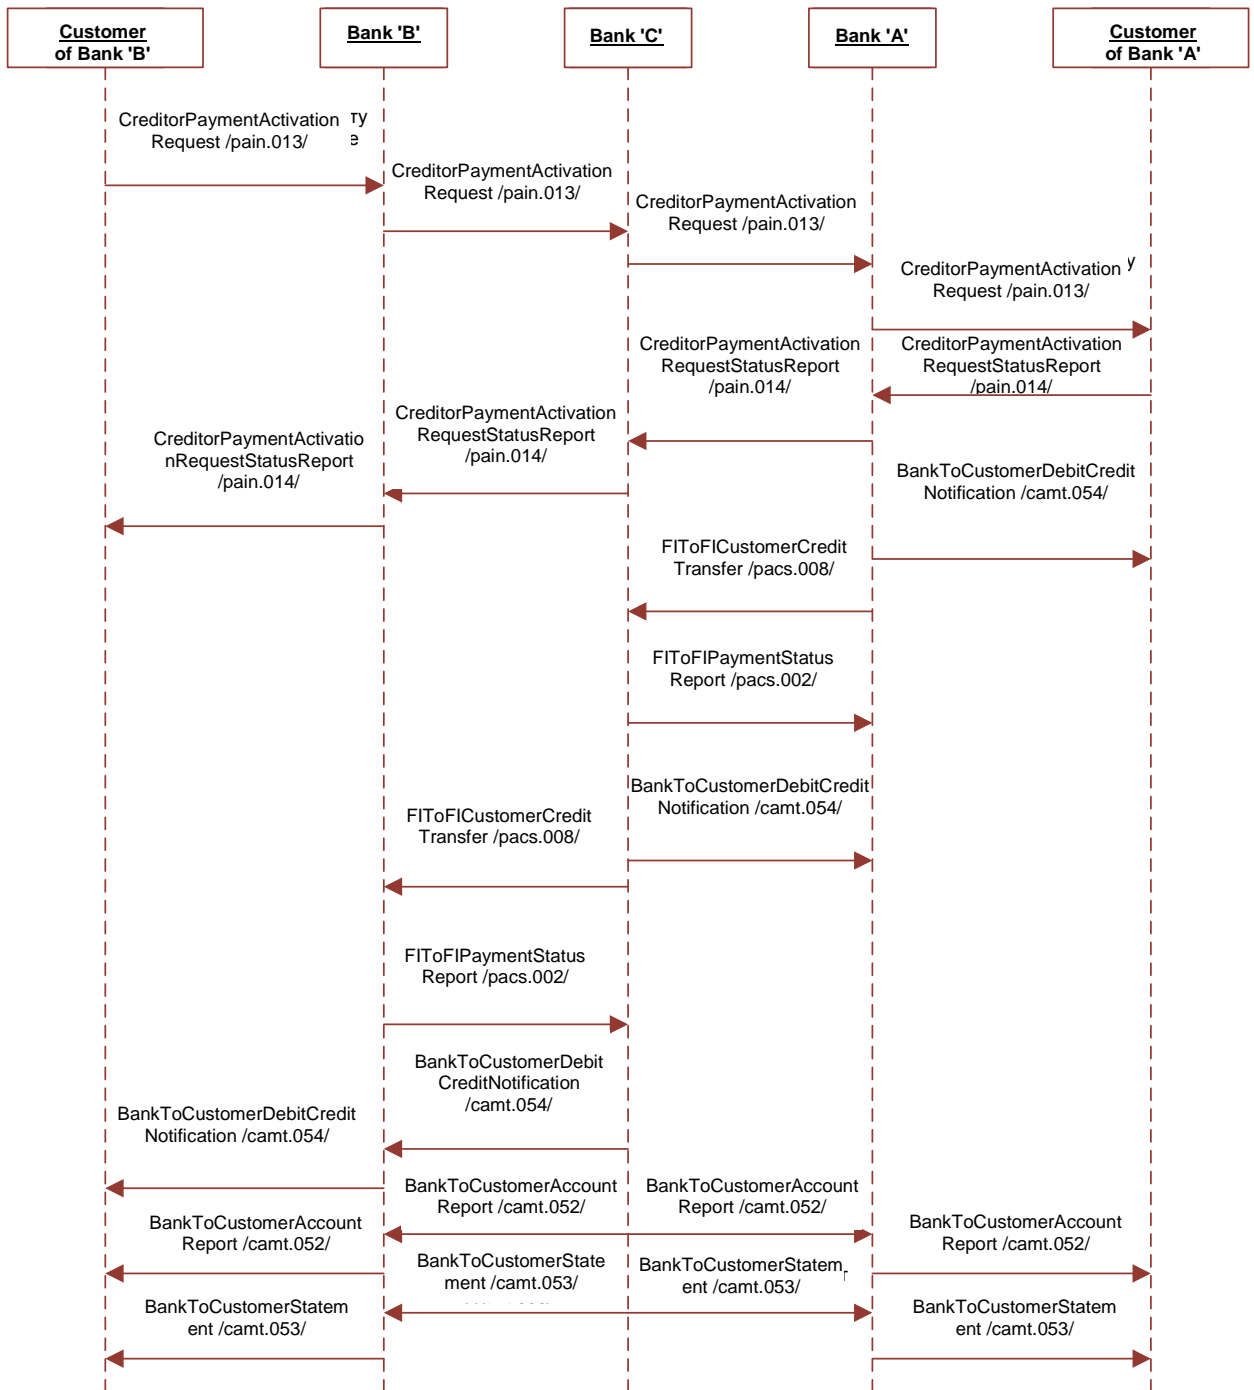 Customer
of Bank 'B'
Bank 'B'
Bank 'C'
Bank 'A'
Customer
of Bank 'A'
CreditorPaymentActivation
Request /pain.013/
CreditorPaymentActivation
Request /pain.013/
CreditorPaymentActivation
Request /pain.013/
CreditorPaymentActivation
Request /pain.013/
CreditorPaymentActivation
RequestStatusReport
/pain.014/
CreditorPaymentActivation
RequestStatusReport
/pain.014/
CreditorPaymentActivation
RequestStatusReport
/pain.014/
CreditorPaymentActivatio
nRequestStatusReport
/pain.014/
BankToCustomerDebitCredit
Notification /camt.054/
FIToFICustomerCredit
Transfer /pacs.008/
FIToFIPaymentStatus
Report /pacs.002/
BankToCustomerDebitCredit
Notification /camt.054/
FIToFICustomerCredit
Transfer /pacs.008/
FIToFIPaymentStatus
Report /pacs.002/
BankToCustomerDebit
CreditNotification
/camt.054/
BankToCustomerDebitCredit
Notification /camt.054/
BankToCustomerAccount
Report /camt.052/
BankToCustomerAccount
Report /camt.052/
BankToCustomerAccount
Report /camt.052/
BankToCustomerAccount
Report /camt.052/
BankToCustomerState
ment /camt.053/
BankToCustomerStatem
ent /camt.053/
BankToCustomerStatem
ent /camt.053/
BankToCustomerStatem
ent /camt.053/